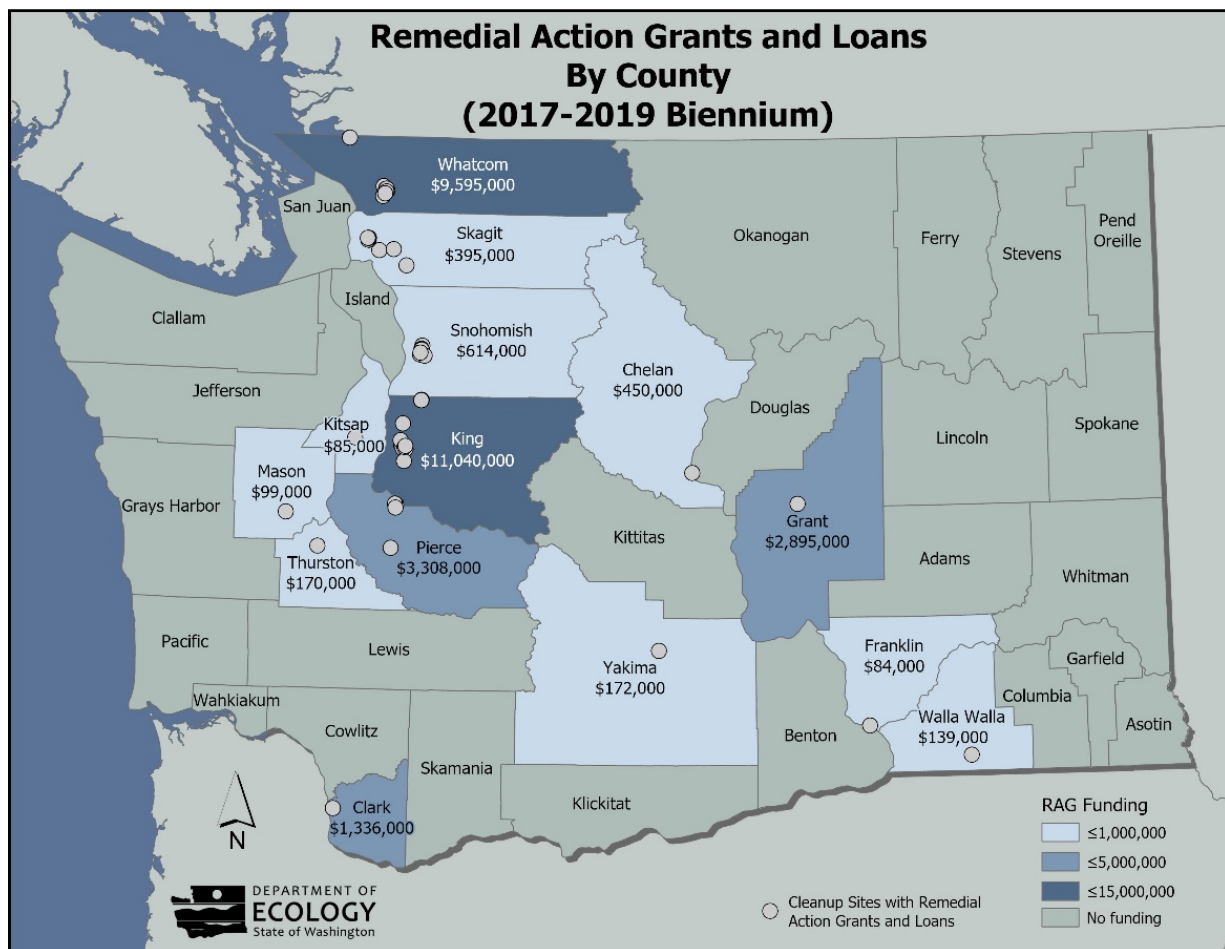 Remedial Action Grants and Loans
By County
(2017-2019 Biennium)
Whatcom
$9,595,000
San Juan
Skagit
$395,000
Okanogan
Ferry
Stevens
Pend
Oreille
Island
Clallam
Snohomish
$614,000
Chelan
$450,000
Jefferson
Douglas
Kitsap
$85,000
King
$11,040,000
Lincoln
Spokane
Mason
$99,000
Grays Harbor
Grant
$2,895,000
Kittitas
Pierce
$3,308,000
Thurston
$170,000
Adams
Whitman
Pacific
Lewis
Yakima
$172,000
Franklin
$84,000
Garfield
Wahkiakum
Columbia
Walla Walla
$139,000
Asotin
Cowlitz
Benton
Skamania
Klickitat
Clark
$1,336,000
N
RAG Funding
≤1,000,000
≤5,000,000
≤15,000,000
No funding
Cleanup Sites with Remedial
Action Grants and Loans
DEPARTMENT OF
ECOLOGY
State of Washington